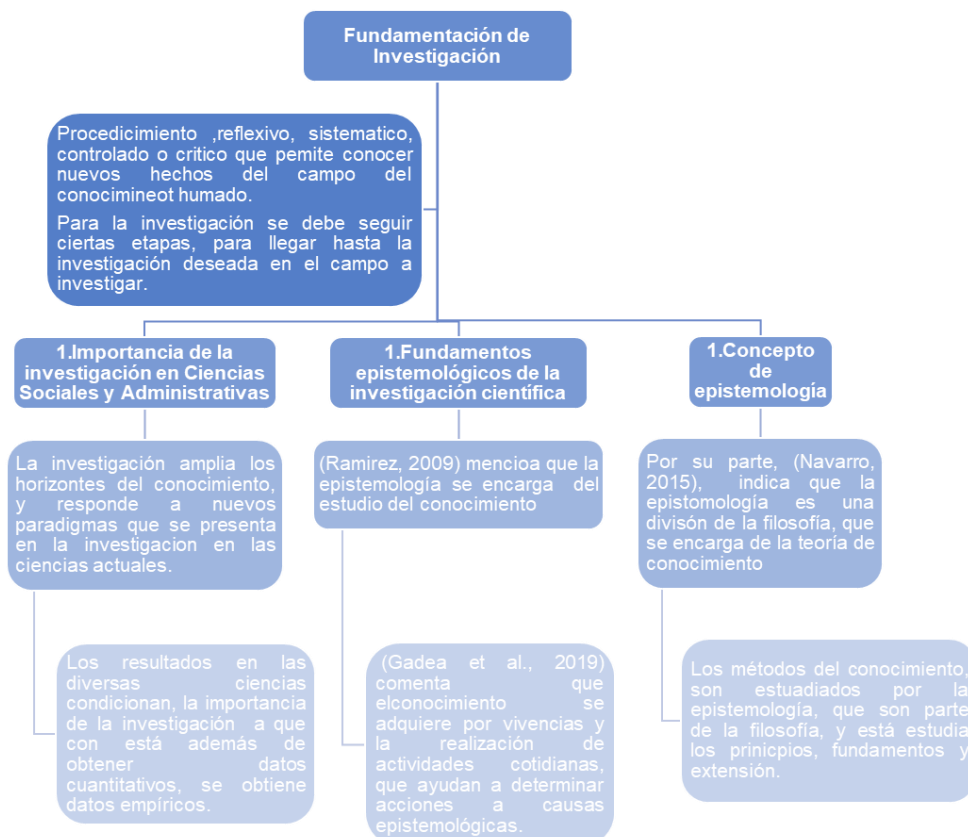 Fundamentación de
Investigación
Procedicimiento ,reflexivo, sistematico,
controlado o critico que pemite conocer
nuevos hechos del campo del
conocimineot humado.
Para la investigación se debe seguir
ciertas etapas, para llegar hasta la
investigación deseada en el campo a
investigar.
1.Importancia de la
investigación en Ciencias
Sociales y Administrativas
La investigación amplia los
horizontes del conocimiento,
y responde a nuevos
paradigmas que se presenta
en la investigacion en las
ciencias actuales.
Los resultados en las
diversas ciencias
condicionan, la importancia
de la investigación a que
con está además de
obtener datos
cuantitativos, se obtiene
datos empíricos.
1.Fundamentos
epistemológicos de la
investigación científica
(Ramirez, 2009) mencioa que la
epistemología se encarga del
estudio del conocimiento
(Gadea et al., 2019)
comenta que
elconocimiento se
adquiere por vivencias y
la realización de
actividades cotidianas,
que ayudan a determinar
acciones a causas
epistemológicas.
1.Concepto
de
epistemología
Por su parte, (Navarro,
2015), indica que la
epistomología es una
divisón de la filosofía, que
se encarga de la teoría de
conocimiento
Los métodos del conocimiento,
son estuadiados por la
epistemología, que son parte
de la filosofía, y está estudia
los prinicpios, fundamentos y
extensión.